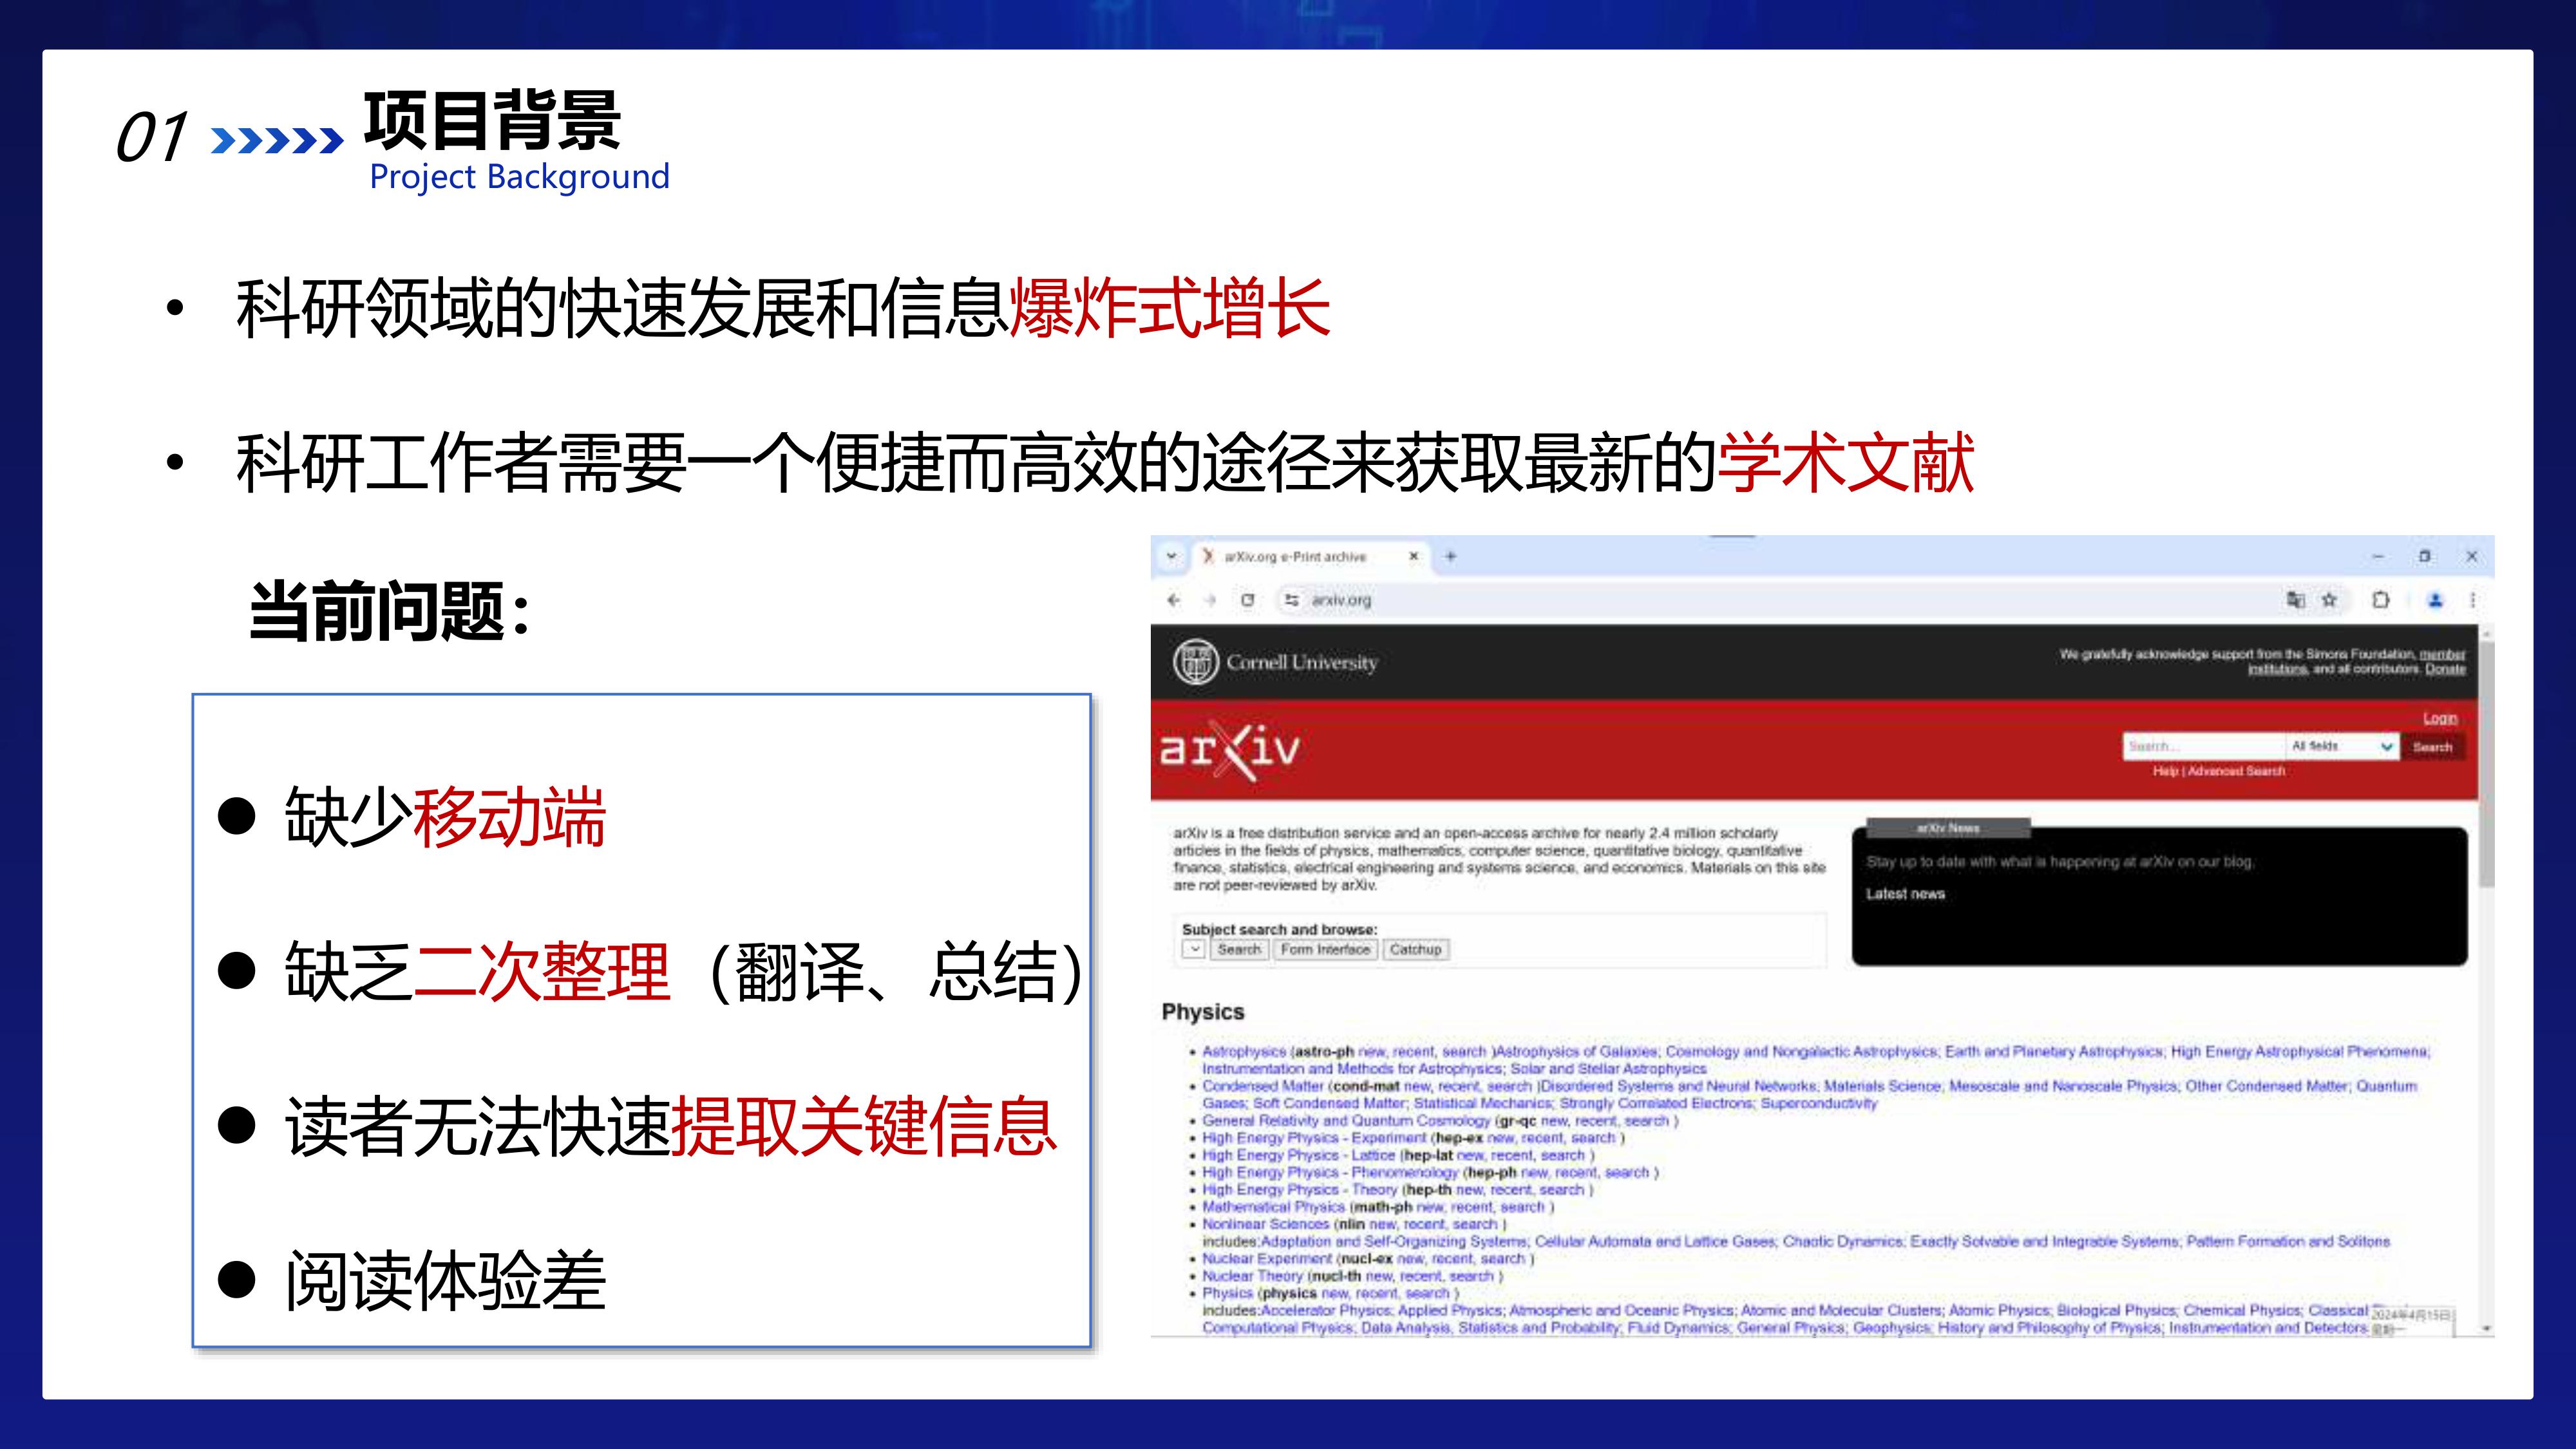 01
项目背景
Project Background
• 科研领域的快速发展和信息爆炸式增长
• 科研工作者需要一个便捷而高效的途径来获取最新的学术文献
当前问题：
● 缺少移动端
● 缺乏二次整理（翻译、总结）
● 读者无法快速提取关键信息
● 阅读体验差
arXiv.org e-Print archive
arxiv.org
Cornell University
We gratefully acknowledge support from the Simons Foundation, member
institutions, and all contributors. Donate
Login
arXiv
Search...
All fields
Search
Help | Advanced Search
arXiv is a free distribution service and an open-access archive for nearly 2.4 million scholarly
articles in the fields of physics, mathematics, computer science, quantitative biology, quantitative
finance, statistics, electrical engineering and systems science, and economics. Materials on this site
are not peer-reviewed by arXiv.
arXiv News
Stay up to date with what is happening at arXiv on our blog.
Latest news
Subject search and browse:
Search
Form Interface
Catchup
Physics
• Astrophysics (astro-ph new, recent, search )Astrophysics of Galaxies; Cosmology and Nongalactic Astrophysics; Earth and Planetary Astrophysics; High Energy Astrophysical Phenomena;
Instrumentation and Methods for Astrophysics; Solar and Stellar Astrophysics
• Condensed Matter (cond-mat new, recent, search )Disordered Systems and Neural Networks; Materials Science; Mesoscale and Nanoscale Physics; Other Condensed Matter; Quantum
Gases; Soft Condensed Matter; Statistical Mechanics; Strongly Correlated Electrons; Superconductivity
• General Relativity and Quantum Cosmology (gr-qc new, recent, search )
• High Energy Physics - Experiment (hep-ex new, recent, search )
• High Energy Physics - Lattice (hep-lat new, recent, search )
• High Energy Physics - Phenomenology (hep-ph new, recent, search )
• High Energy Physics - Theory (hep-th new, recent, search )
• Mathematical Physics (math-ph new, recent, search )
• Nonlinear Sciences (nlin new, recent, search )
includes:Adaptation and Self-Organizing Systems; Cellular Automata and Lattice Gases; Chaotic Dynamics; Exactly Solvable and Integrable Systems; Pattern Formation and Solitons
• Nuclear Experiment (nucl-ex new, recent, search )
• Nuclear Theory (nucl-th new, recent, search )
• Physics (physics new, recent, search )
includes:Accelerator Physics; Applied Physics; Atmospheric and Oceanic Physics; Atomic and Molecular Clusters; Atomic Physics; Biological Physics; Chemical Physics; Classical
Computational Physics; Data Analysis, Statistics and Probability; Fluid Dynamics; General Physics; Geophysics; History and Philosophy of Physics; Instrumentation and Detectors
2024年4月15日
星期一